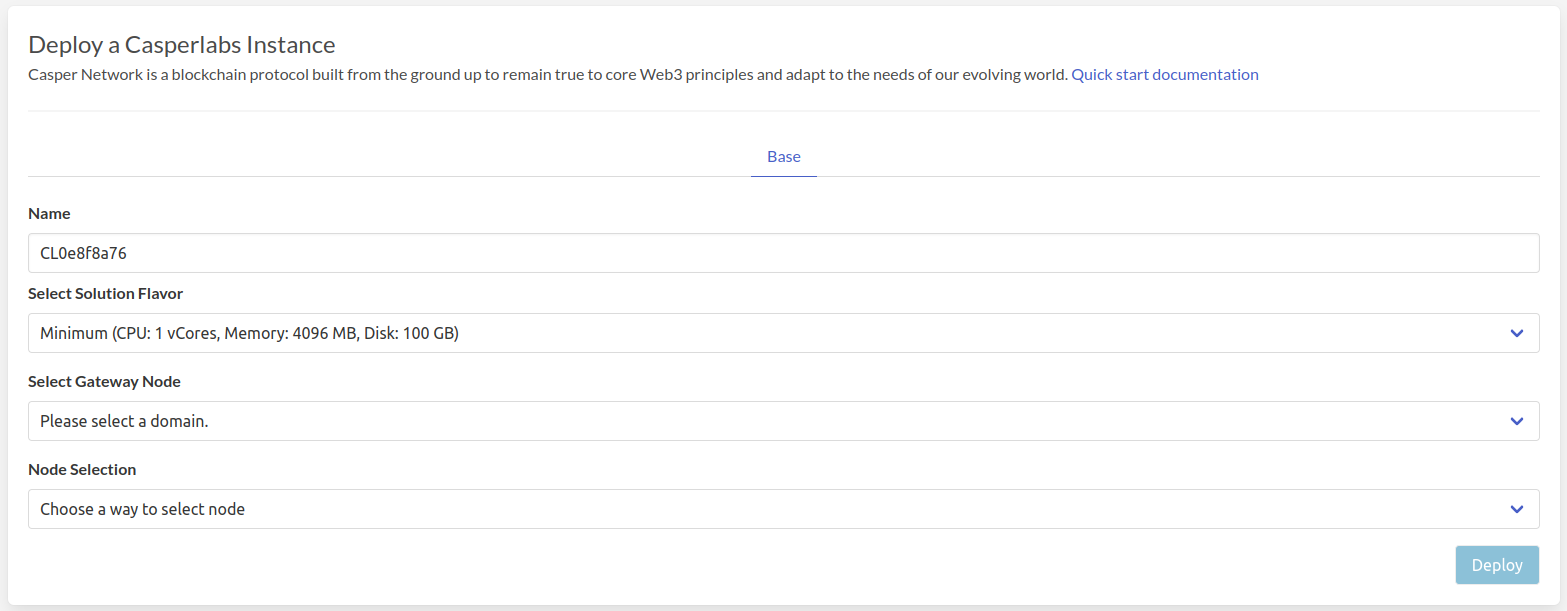 Deploy a Casperlabs Instance
Casper Network is a blockchain protocol built from the ground up to remain true to core Web3 principles and adapt to the needs of our evolving world. Quick start documentation
Base
Name
CL0e8f8a76
Select Solution Flavor
Minimum (CPU: 1 vCores, Memory: 4096 MB, Disk: 100 GB)
Select Gateway Node
Please select a domain.
Node Selection
Choose a way to select node
Deploy